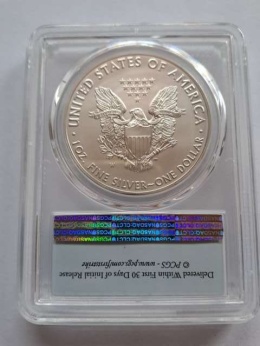 UNITED STATES OF AMERICA
1 OZ. FINE SILVER~ONE DOLLAR
Delivered Within First 30 Days of Initial Release
© PCGS - www.pcgs.com/firststrike